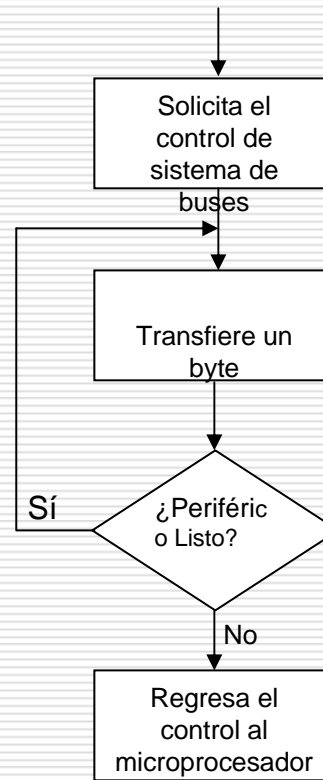 Solicita el
control de
sistema de
buses
Transfiere un
byte
Sí
¿Periféric
o Listo?
No
Regresa el
control al
microprocesador